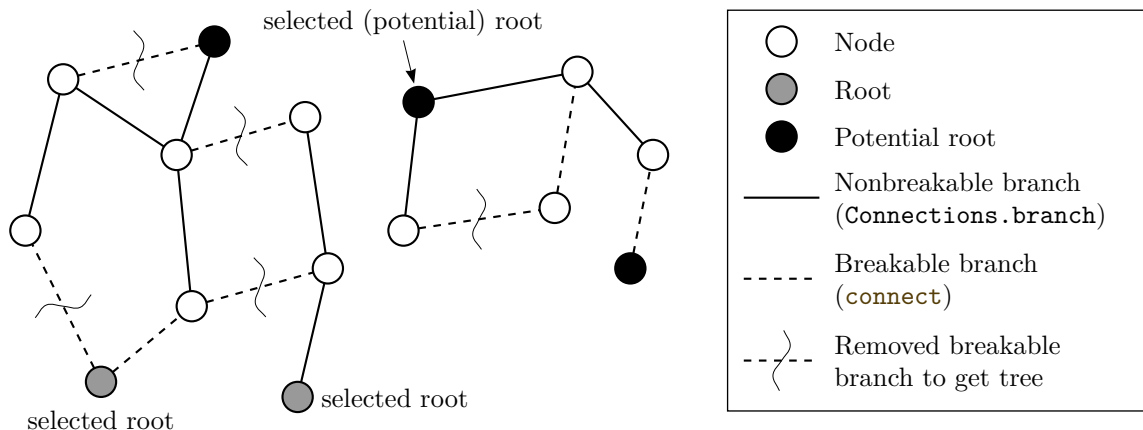 selected (potential) root
selected root
selected root
Node
Root
Potential root
Nonbreakable branch
(Connections.branch)
Breakable branch
(connect)
Removed breakable
branch to get tree